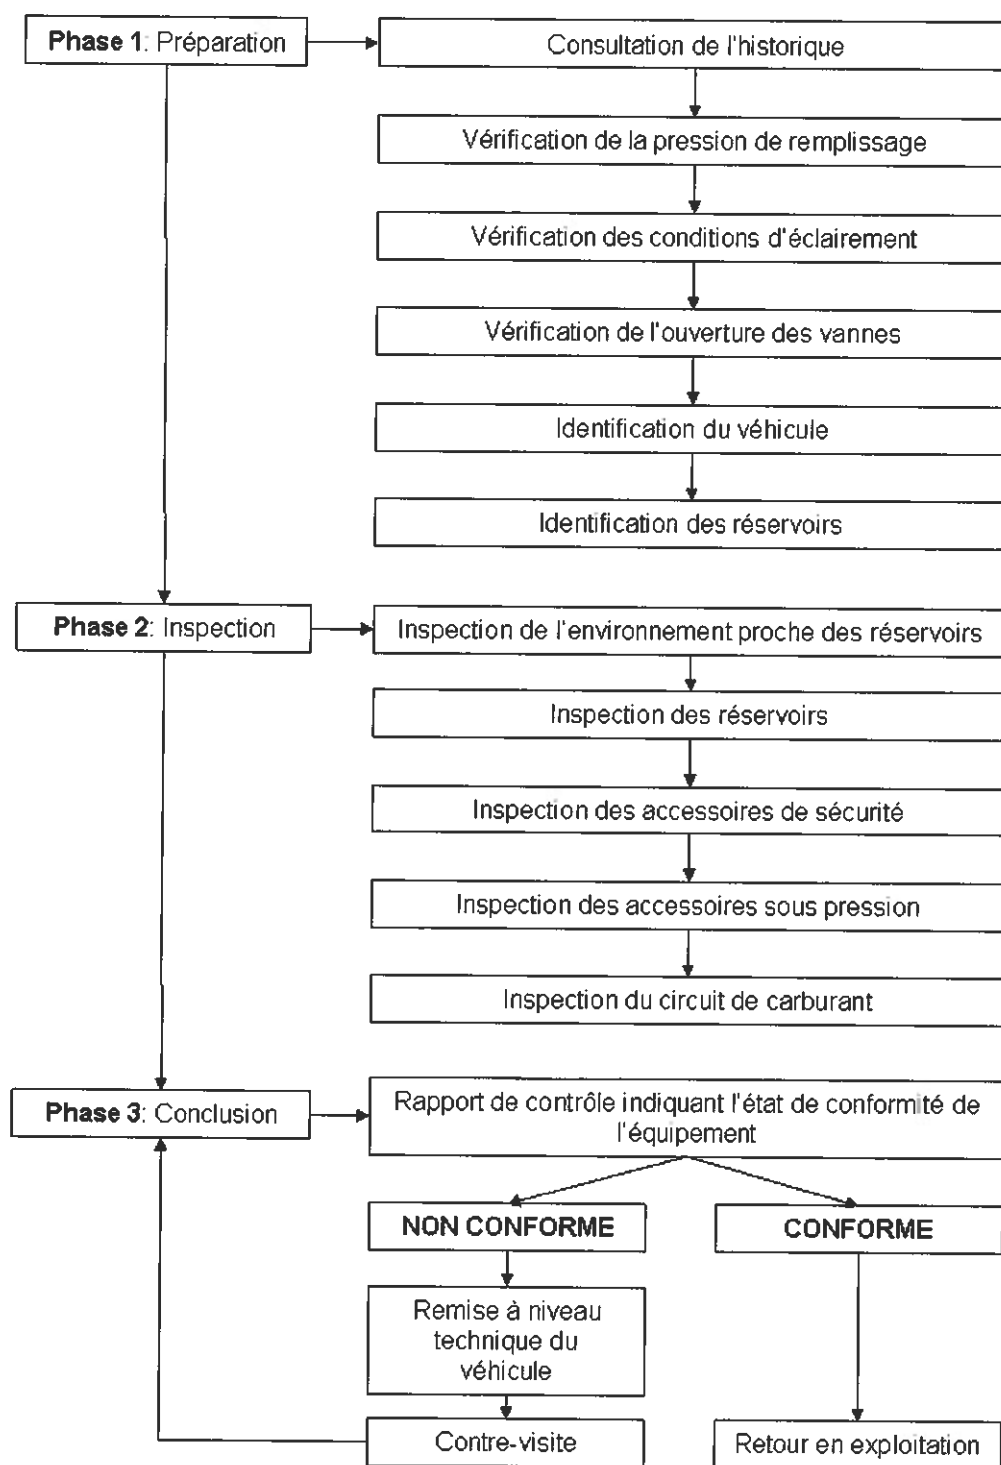 Phase 1: Préparation
Consultation de l'historique
Vérification de la pression de remplissage
Vérification des conditions d'éclairement
Vérification de l'ouverture des vannes
Identification du véhicule
Identification des réservoirs
Phase 2: Inspection
Inspection de l'environnement proche des réservoirs
Inspection des réservoirs
Inspection des accessoires de sécurité
Inspection des accessoires sous pression
Inspection du circuit de carburant
Phase 3: Conclusion
Rapport de contrôle indiquant l'état de conformité de
l'équipement
NON CONFORME
CONFORME
Remise à niveau
technique du
véhicule
Contre-visite
Retour en exploitation